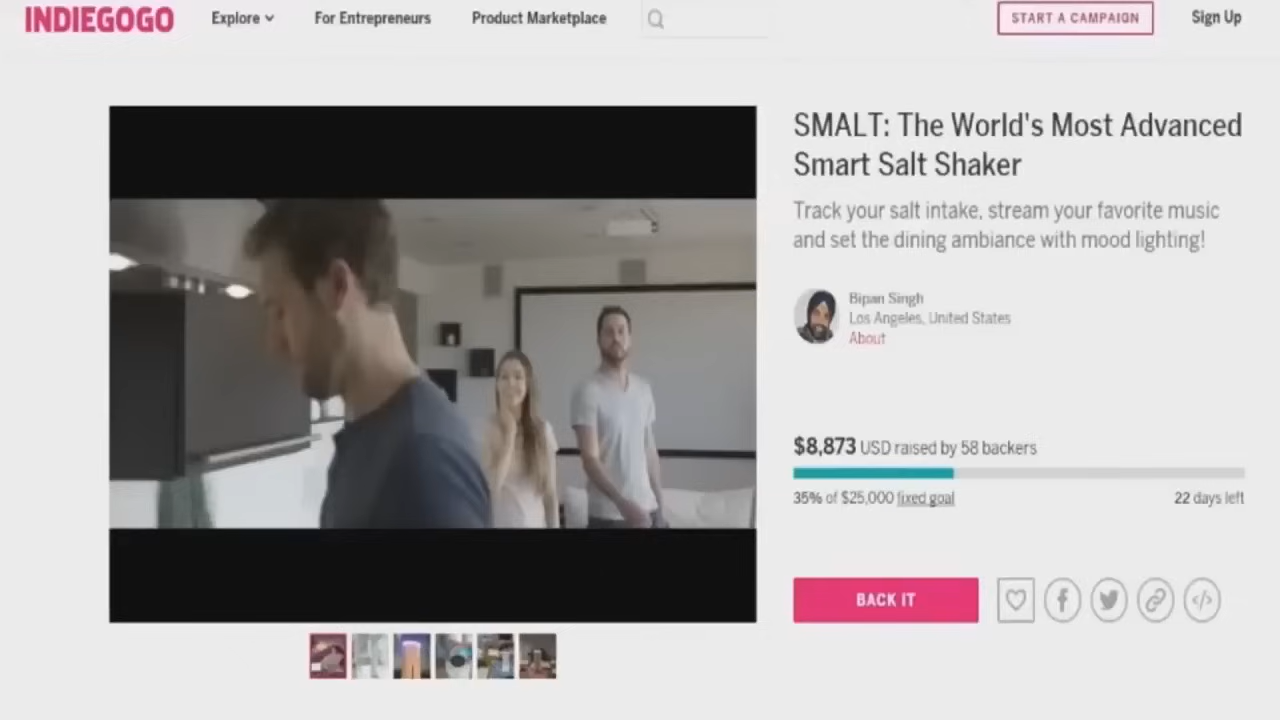 INDIEGOGO
Explore
For Entrepreneurs
Product Marketplace
START A CAMPAIGN
Sign Up
SMALT: The World's Most Advanced
Smart Salt Shaker
Track your salt intake, stream your favorite music
and set the dining ambiance with mood lighting!
Bipan Singh
Los Angeles, United States
About
$8,873 USD raised by 58 backers
35% of $25,000 fixed goal
22 days left
BACK IT